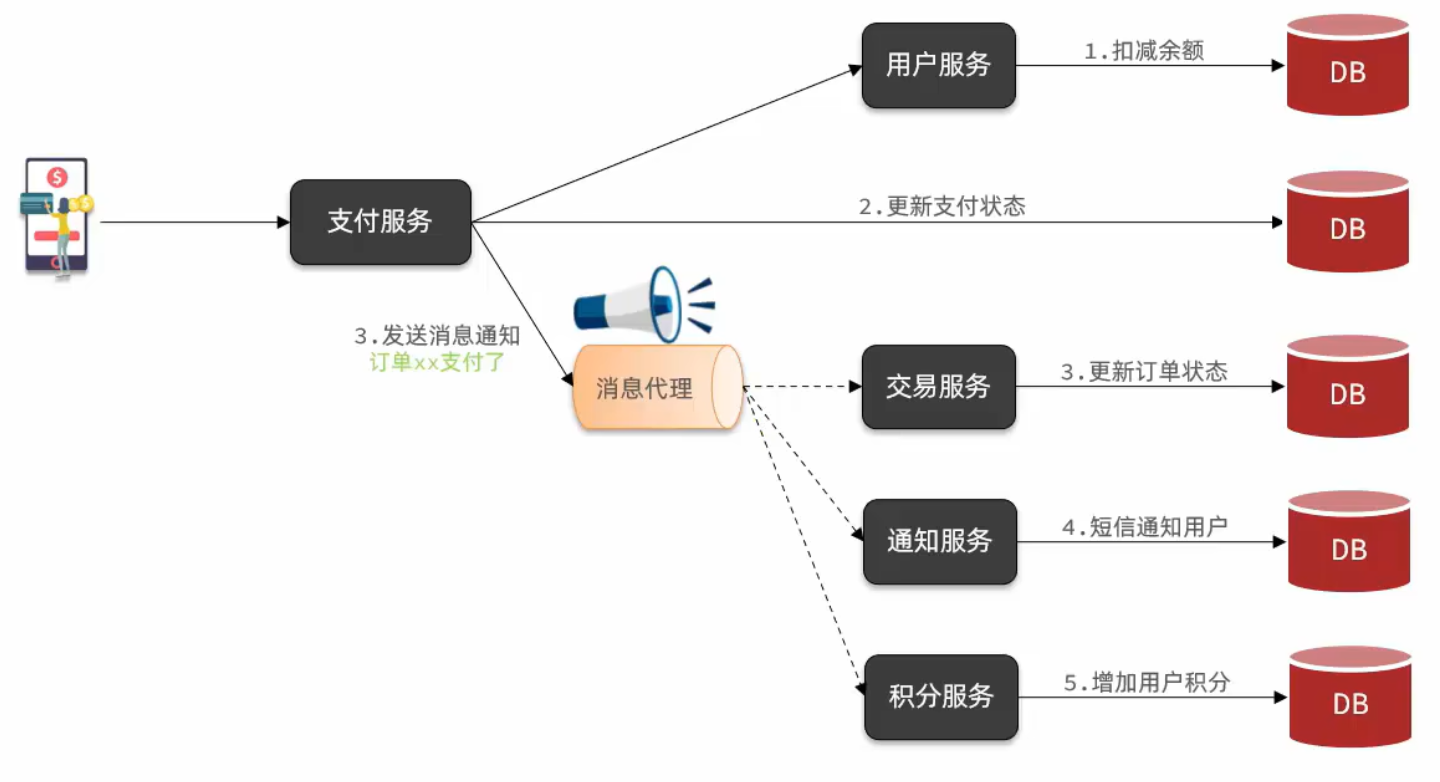 用户服务
1.扣减余额
DB
支付服务
2.更新支付状态
DB
3.发送消息通知
订单xx支付了
消息代理
交易服务
3.更新订单状态
DB
通知服务
4.短信通知用户
DB
积分服务
5.增加用户积分
DB
$
$
$